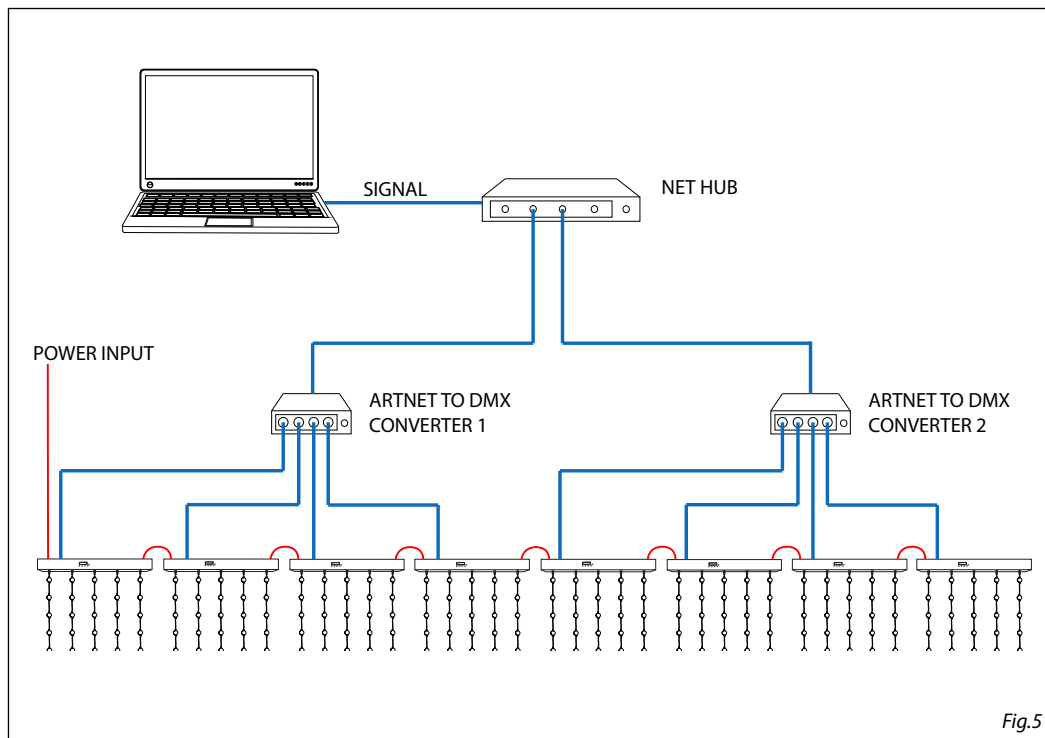 SIGNAL
NET HUB
POWER INPUT
ARTNET TO DMX
CONVERTER 1
ARTNET TO DMX
CONVERTER 2
Fig.5